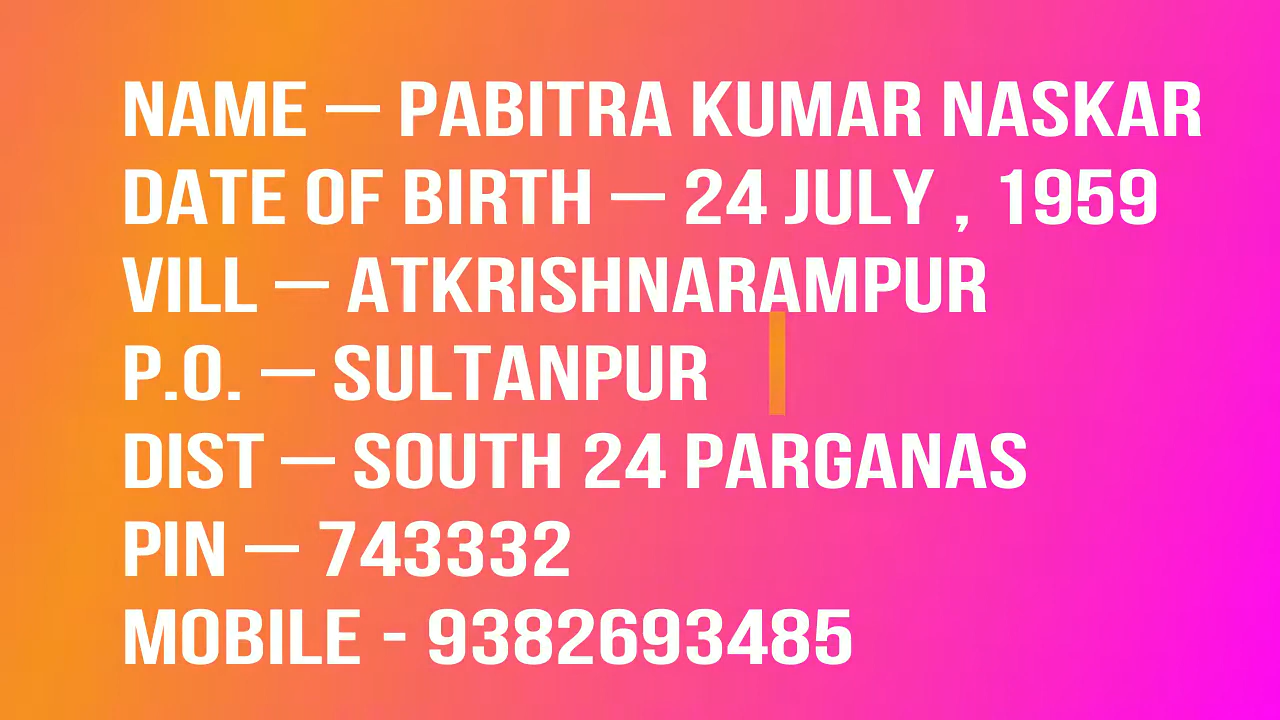 NAME – PABITRA KUMAR NASKAR
DATE OF BIRTH – 24 JULY , 1959
VILL – ATKRISHNARAMPUR
P.O. – SULTANPUR
DIST – SOUTH 24 PARGANAS
PIN – 743332
MOBILE - 9382693485